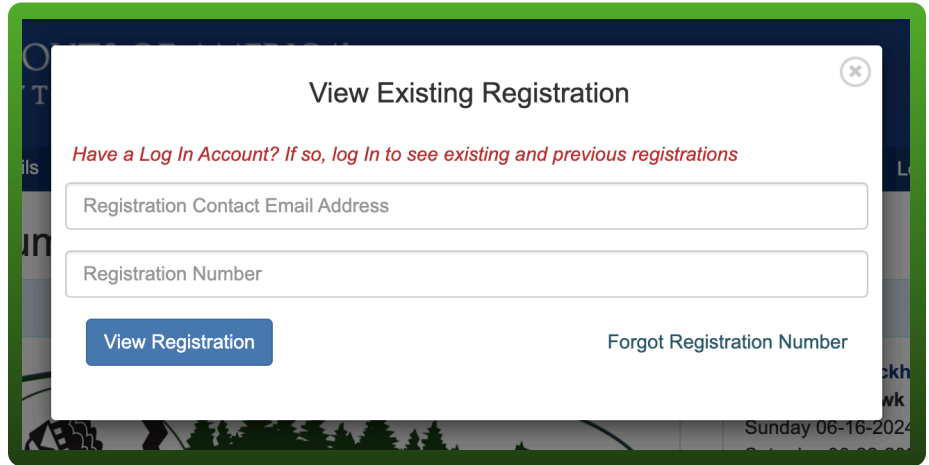 View Existing Registration
Have a Log In Account? If so, log In to see existing and previous registrations
Registration Contact Email Address
Registration Number
View Registration
Forgot Registration Number
Sunday 06-16-2024